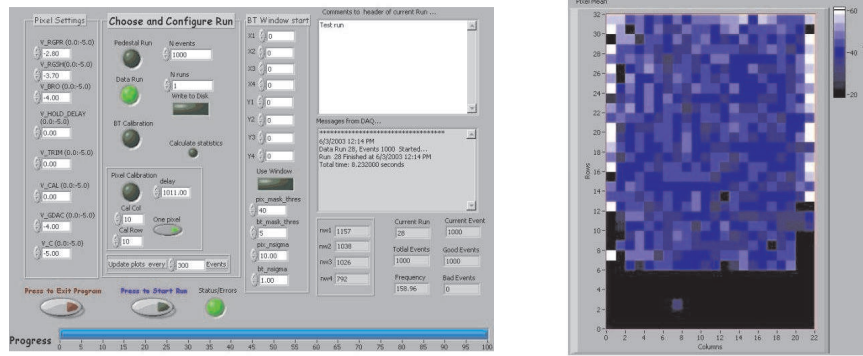 Pixel Settings
V_RGPR (0.0:-5.0)
-2.80
V_RGSH(0.0:-5.0)
-3.70
V_BRO (0.0:-5.0)
-4.00
V_HOLD_DELAY
(0.0:-5.0)
0.00
V_TRIM (0.0:-5.0)
0.00
V_CAL (0.0:-5.0)
0.00
V_GDAC (0.0:-5.0)
-4.00
V_C (0.0:-5.0)
-5.00
Choose and Configure Run
Pedestal Run
N events
1000
Data Run
N runs
1
Write to Disk
BT Calibration
Calculate statistics
Pixel Calibration
delay
1011.00
Cal Col
10
One pixel
Cal Row
10
Update plots every 300 Events
BT Window start
X1 0
X2 0
X3 0
X4 0
Y1 0
Y2 0
Y3 0
Y4 0
Use Window
pix_mask_thres
40
bt_mask_thres
5
pix_nsigma
10.00
bt_nsigma
1.00
Comments to header of current Run ...
Test run
Messages from DAQ...
************************************
6/3/2003 12:14 PM
Data Run 28, Events 1000 Started...
Run 28 Finished at 6/3/2003 12:14 PM
Total time: 8.232000 seconds
nw1 1157
nw2 1038
nw3 1026
nw4 792
Current Run
28
Current Event
1000
Total Events
1000
Good Events
1000
Frequency
158.96
Bad Events
0
Press to Exit Program
Press to Start Run
Status/Errors
Progress
0 5 10 15 20 25 30 35 40 45 50 55 60 65 70 75 80 85 90 95 100
Pixel Mean
32
30
28
26
24
22
20
18
16
14
12
10
8
6
4
2
0
Rows
0 2 4 6 8 10 12 14 16 18 20 22
Columns
60
40
20